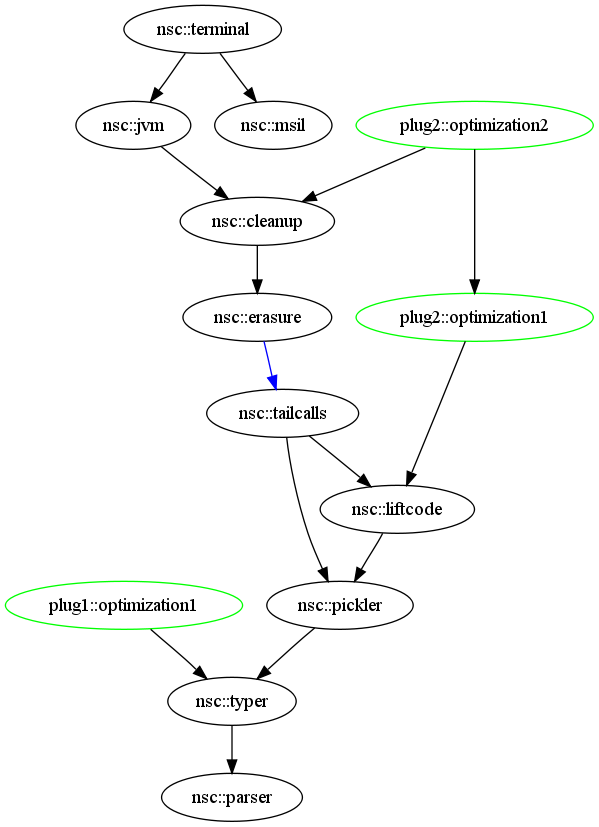 nsc::terminal
nsc::jvm
nsc::msil
plug2::optimization2
nsc::cleanup
nsc::erasure
plug2::optimization1
nsc::tailcalls
nsc::liftcode
plug1::optimization1
nsc::pickler
nsc::typer
nsc::parser